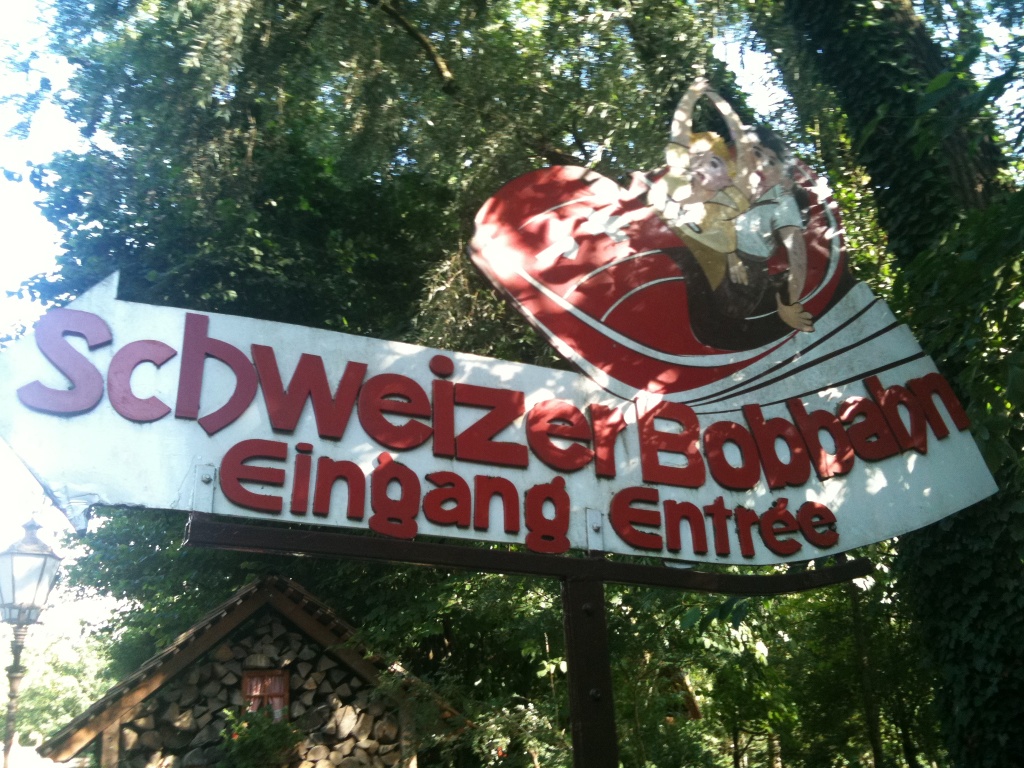 Schweizer Bobbahn
Eingang Entrée